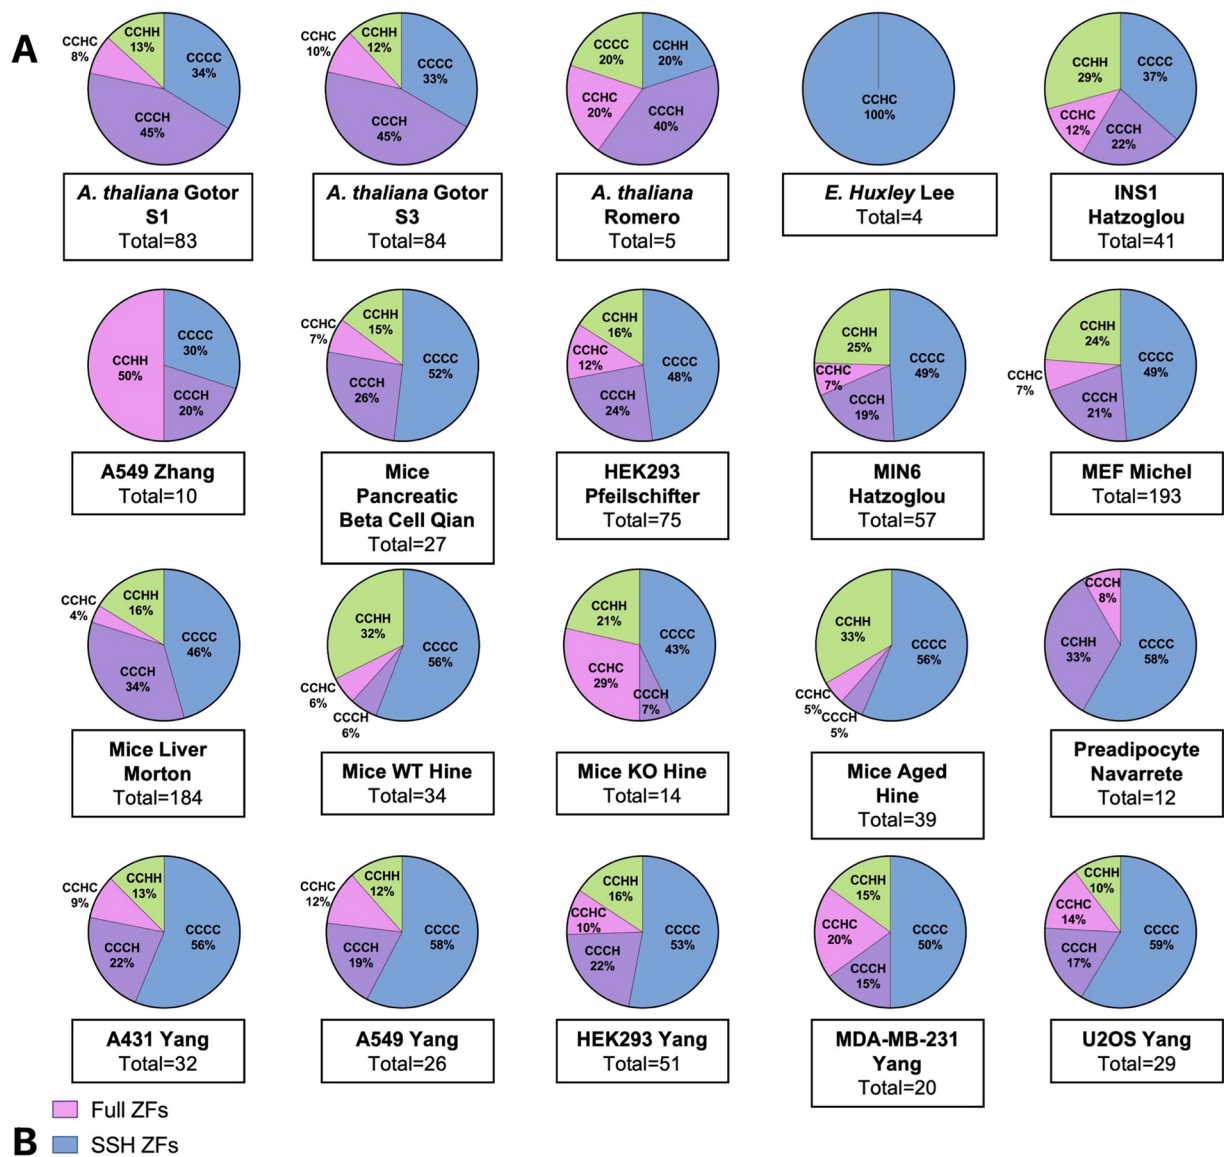 A
CCHC
8%
CCHH
13%
CCCC
34%
CCCH
45%
A. thaliana Gotor
S1
Total=83
CCHC
10%
CCHH
12%
CCCC
33%
CCCH
45%
A. thaliana Gotor
S3
Total=84
CCCC
20%
CCHH
20%
CCHC
20%
CCCH
40%
A. thaliana
Romero
Total=5
CCHC
100%
E. Huxley Lee
Total=4
CCHH
29%
CCCC
37%
CCHC
12%
CCCH
22%
INS1
Hatzoglou
Total=41
CCHH
50%
CCCC
30%
CCCH
20%
A549 Zhang
Total=10
CCHC
7%
CCHH
15%
CCCC
52%
CCCH
26%
Mice
Pancreatic
Beta Cell Qian
Total=27
CCHH
16%
CCHC
12%
CCCC
48%
CCCH
24%
HEK293
Pfeilschifter
Total=75
CCHH
25%
CCCC
49%
CCHC
7%
CCCH
19%
MIN6
Hatzoglou
Total=57
CCHH
24%
CCCC
49%
CCHC
7%
CCCH
21%
MEF Michel
Total=193
CCHC
4%
CCHH
16%
CCCC
46%
CCCH
34%
Mice Liver
Morton
Total=184
CCHH
32%
CCCC
56%
CCHC
6%
CCCH
6%
Mice WT Hine
Total=34
CCHH
21%
CCCC
43%
CCHC
29%
CCCH
7%
Mice KO Hine
Total=14
CCHH
33%
CCCC
56%
CCHC
5%
CCCH
5%
Mice Aged
Hine
Total=39
CCCH
8%
CCHH
33%
CCCC
58%
Preadipocyte
Navarrete
Total=12
CCHC
9%
CCHH
13%
CCCC
56%
CCCH
22%
A431 Yang
Total=32
CCHC
12%
CCHH
12%
CCCC
58%
CCCH
19%
A549 Yang
Total=26
CCHH
16%
CCHC
10%
CCCC
53%
CCCH
22%
HEK293 Yang
Total=51
CCHH
15%
CCHC
20%
CCCC
50%
CCCH
15%
MDA-MB-231
Yang
Total=20
CCHH
10%
CCHC
14%
CCCC
59%
CCCH
17%
U2OS Yang
Total=29
Full ZFs
SSH ZFs
B